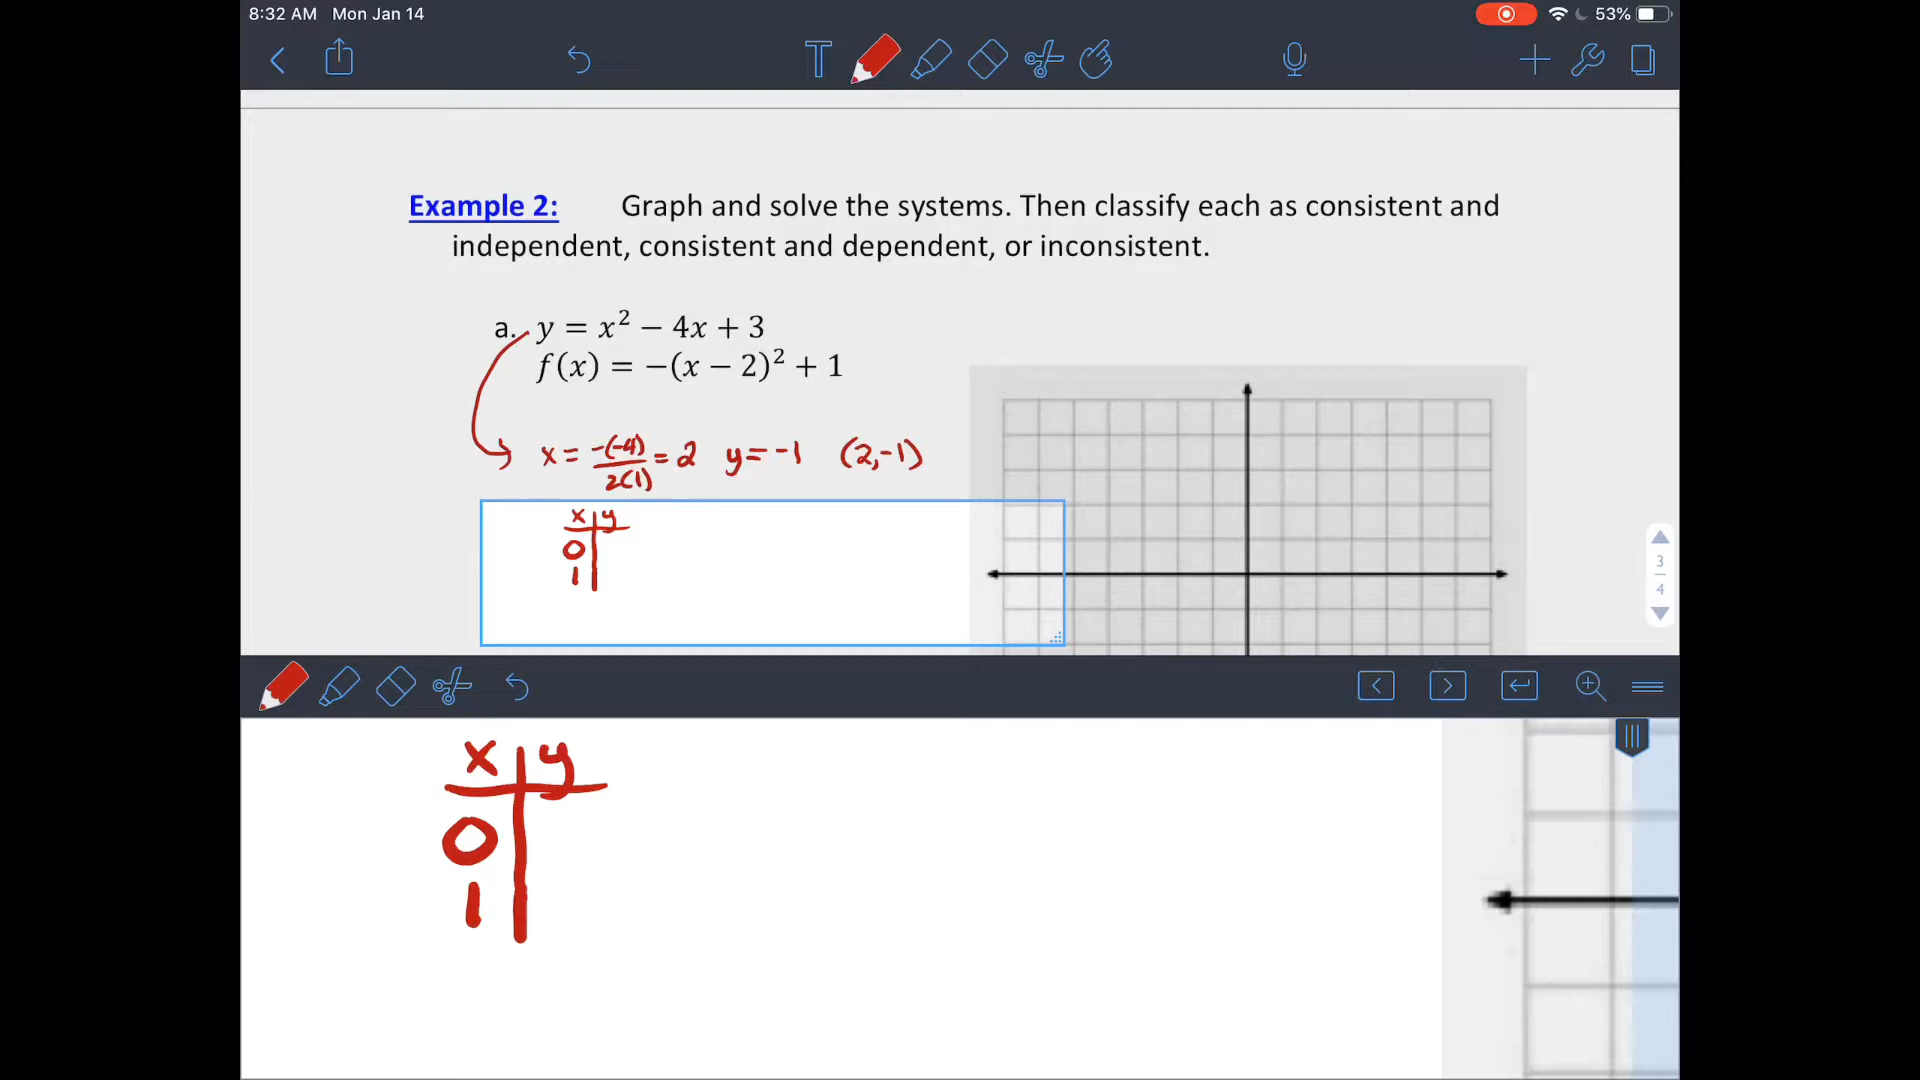 8:32 AM Mon Jan 14 53%
T
Example 2: Graph and solve the systems. Then classify each as consistent and
independent, consistent and dependent, or inconsistent.
a. y = x² − 4x + 3
f(x) = −(x − 2)² + 1
x = -(-4)/2(1) = 2 y = -1 (2,-1)
x y
0
1
3
4
x y
0
1